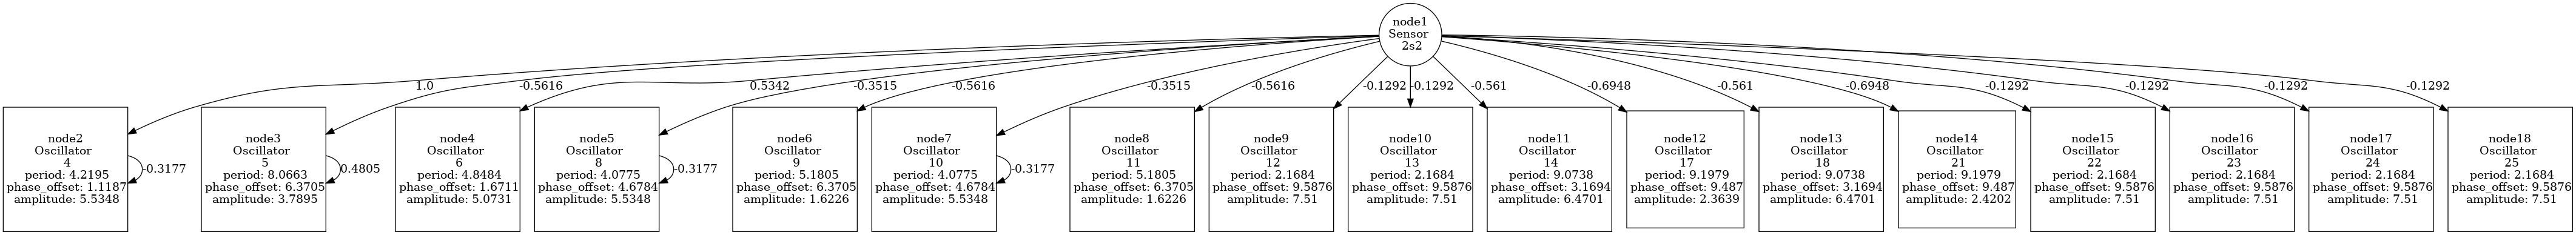 node1
Sensor
2s2
1.0
-0.5616
0.5342
-0.3515
-0.5616
-0.3515
-0.5616
-0.1292
-0.1292
-0.561
-0.6948
-0.561
-0.6948
-0.1292
-0.1292
-0.1292
-0.1292
node2
Oscillator
4
period: 4.2195
phase_offset: 1.1187
amplitude: 5.5348
-0.3177
node3
Oscillator
5
period: 8.0663
phase_offset: 6.3705
amplitude: 3.7895
0.4805
node4
Oscillator
6
period: 4.8484
phase_offset: 1.6711
amplitude: 5.0731
node5
Oscillator
8
period: 4.0775
phase_offset: 4.6784
amplitude: 5.5348
-0.3177
node6
Oscillator
9
period: 5.1805
phase_offset: 6.3705
amplitude: 1.6226
node7
Oscillator
10
period: 4.0775
phase_offset: 4.6784
amplitude: 5.5348
-0.3177
node8
Oscillator
11
period: 5.1805
phase_offset: 6.3705
amplitude: 1.6226
node9
Oscillator
12
period: 2.1684
phase_offset: 9.5876
amplitude: 7.51
node10
Oscillator
13
period: 2.1684
phase_offset: 9.5876
amplitude: 7.51
node11
Oscillator
14
period: 9.0738
phase_offset: 3.1694
amplitude: 6.4701
node12
Oscillator
17
period: 9.1979
phase_offset: 9.487
amplitude: 2.3639
node13
Oscillator
18
period: 9.0738
phase_offset: 3.1694
amplitude: 6.4701
node14
Oscillator
21
period: 9.1979
phase_offset: 9.487
amplitude: 2.4202
node15
Oscillator
22
period: 2.1684
phase_offset: 9.5876
amplitude: 7.51
node16
Oscillator
23
period: 2.1684
phase_offset: 9.5876
amplitude: 7.51
node17
Oscillator
24
period: 2.1684
phase_offset: 9.5876
amplitude: 7.51
node18
Oscillator
25
period: 2.1684
phase_offset: 9.5876
amplitude: 7.51